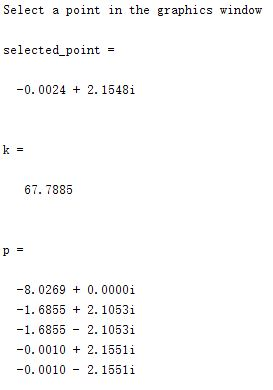 Select a point in the graphics window
selected_point =
-0.0024 + 2.1548i
k =
67.7885
p =
-8.0269 + 0.0000i
-1.6855 + 2.1053i
-1.6855 - 2.1053i
-0.0010 + 2.1551i
-0.0010 - 2.1551i